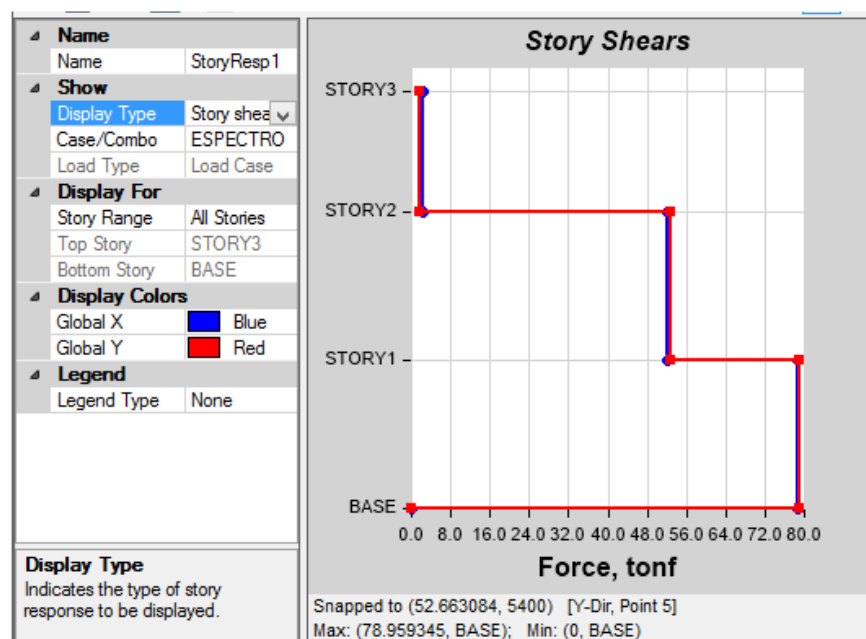 Name
Name StoryResp1
Show
Display Type Story shea
Case/Combo ESPECTRO
Load Type Load Case
Display For
Story Range All Stories
Top Story STORY3
Bottom Story BASE
Display Colors
Global X Blue
Global Y Red
Legend
Legend Type None
Display Type
Indicates the type of story
response to be displayed.
Story Shears
STORY3
STORY2
STORY1
BASE
0.0 8.0 16.0 24.0 32.0 40.0 48.0 56.0 64.0 72.0 80.0
Force, tonf
Snapped to (52.663084, 5400) [Y-Dir, Point 5]
Max: (78.959345, BASE); Min: (0, BASE)